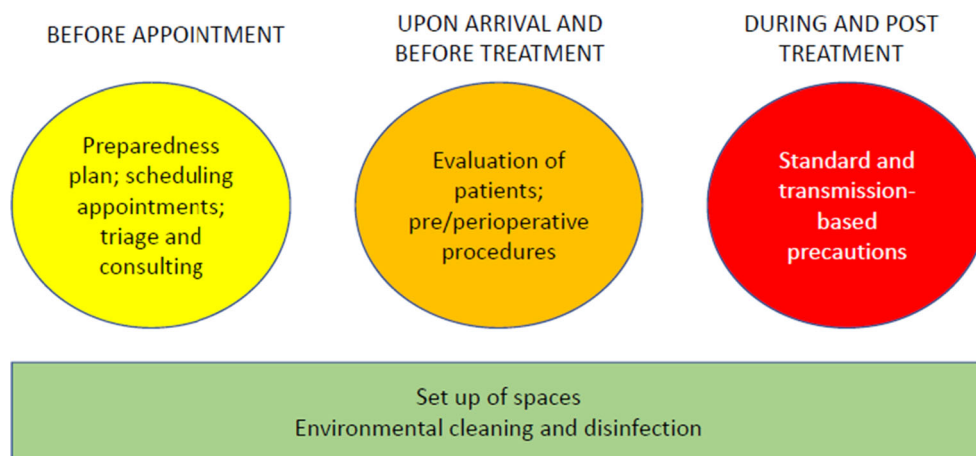 BEFORE APPOINTMENT
UPON ARRIVAL AND
BEFORE TREATMENT
DURING AND POST
TREATMENT
Preparedness
plan; scheduling
appointments;
triage and
consulting
Evaluation of
patients;
pre/perioperative
procedures
Standard and
transmission-
based
precautions
Set up of spaces
Environmental cleaning and disinfection